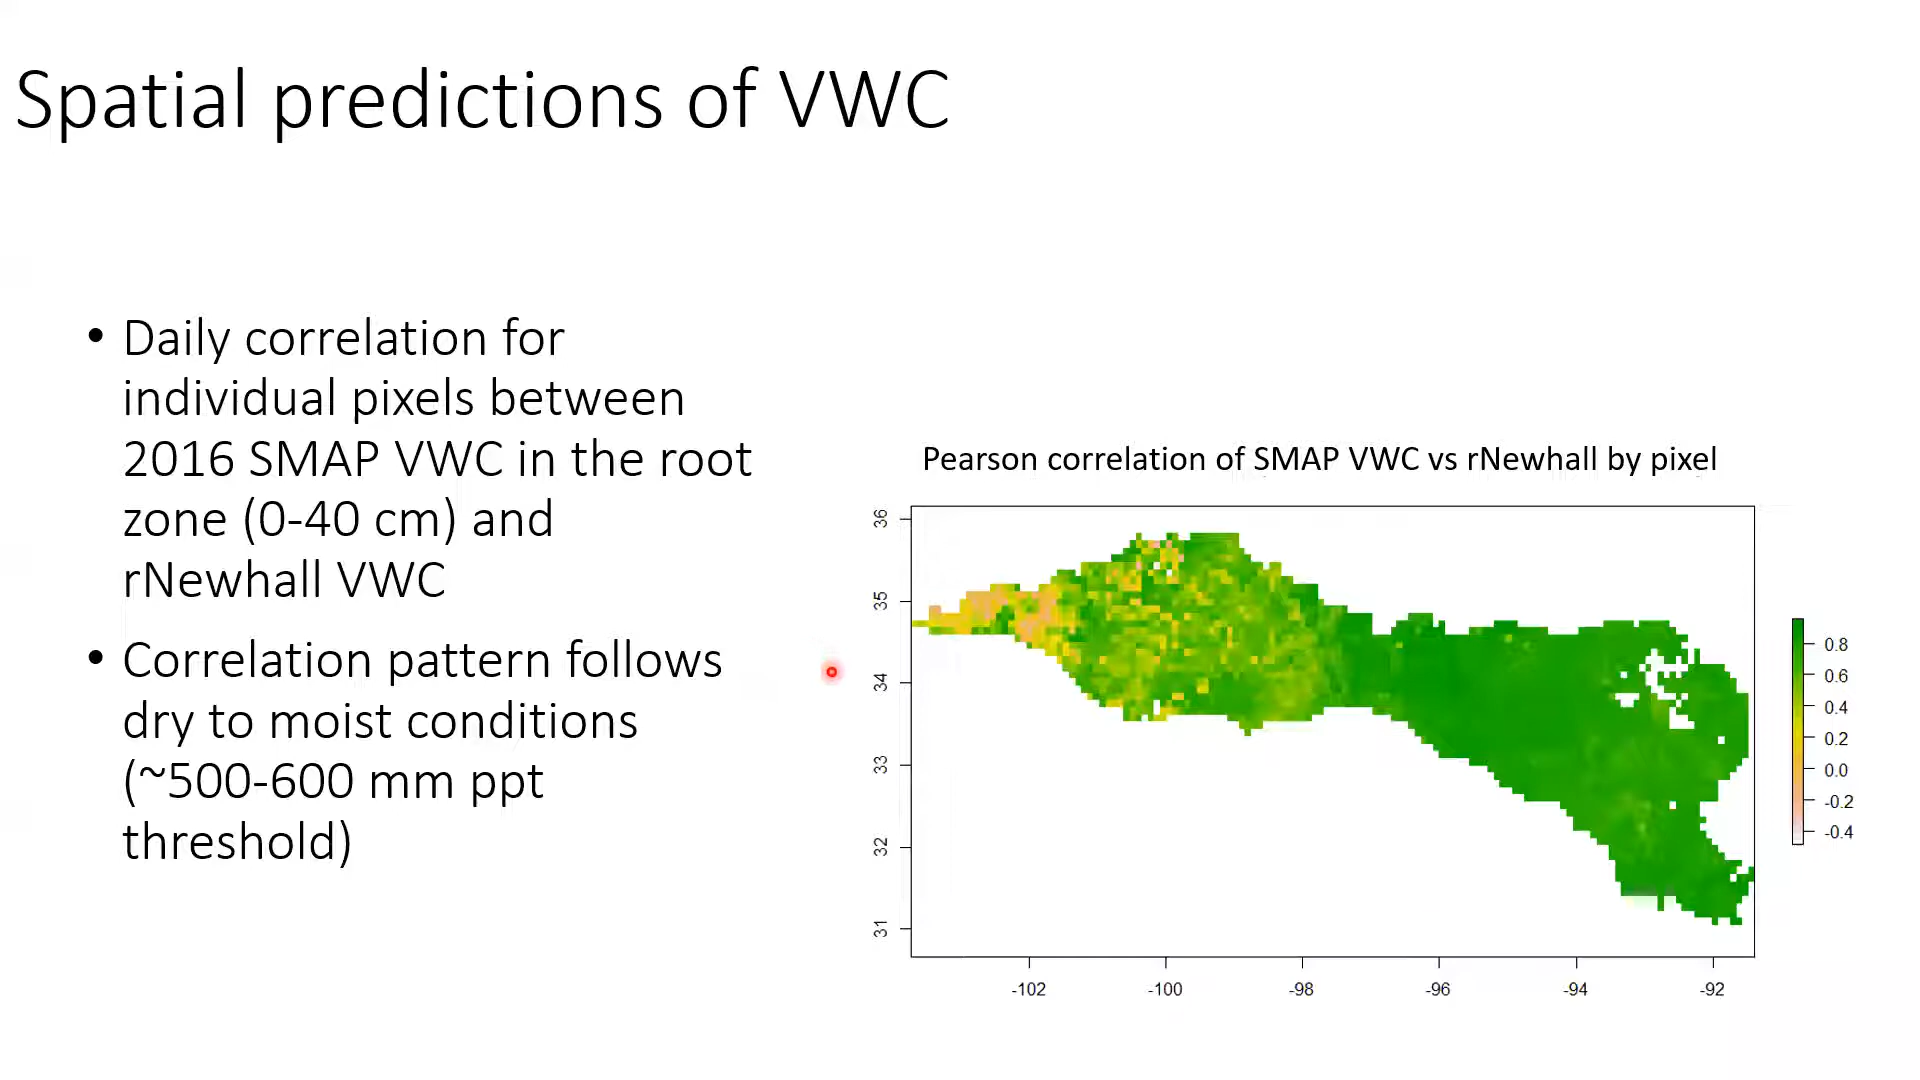 Spatial predictions of VWC
• Daily correlation for
individual pixels between
2016 SMAP VWC in the root
zone (0-40 cm) and
rNewhall VWC
• Correlation pattern follows
dry to moist conditions
(~500-600 mm ppt
threshold)
Pearson correlation of SMAP VWC vs rNewhall by pixel
36
35
34
33
32
31
-102 -100 -98 -96 -94 -92
0.8
0.6
0.4
0.2
0.0
-0.2
-0.4